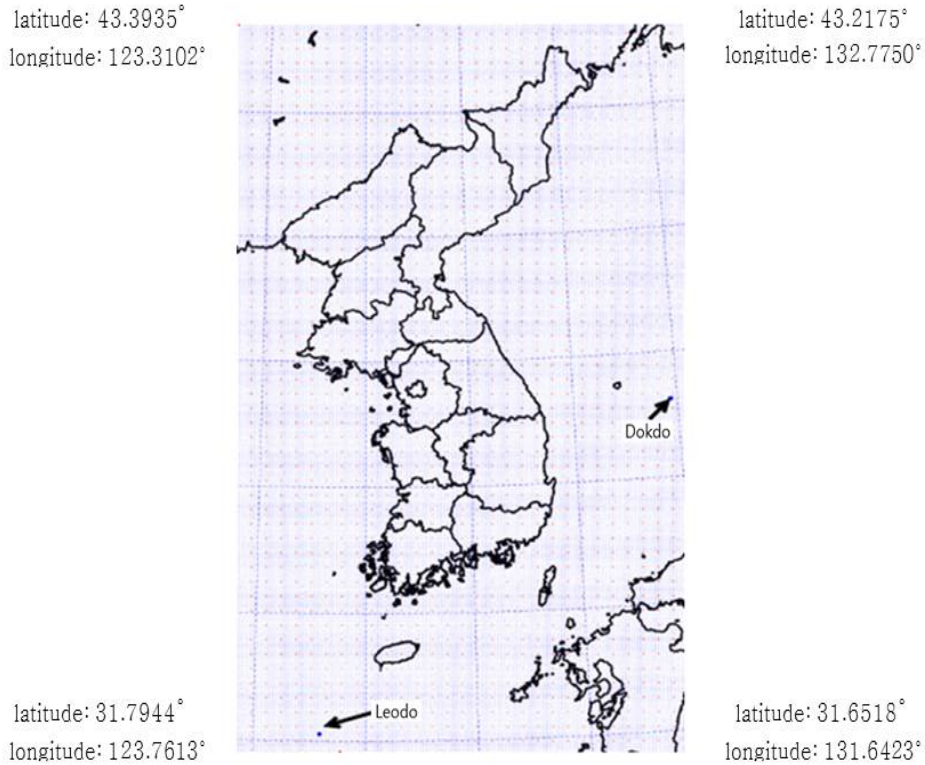 latitude: 43.3935°
longitude: 123.3102°
latitude: 43.2175°
longitude: 132.7750°
Dokdo
Leodo
latitude: 31.7944°
longitude: 123.7613°
latitude: 31.6518°
longitude: 131.6423°